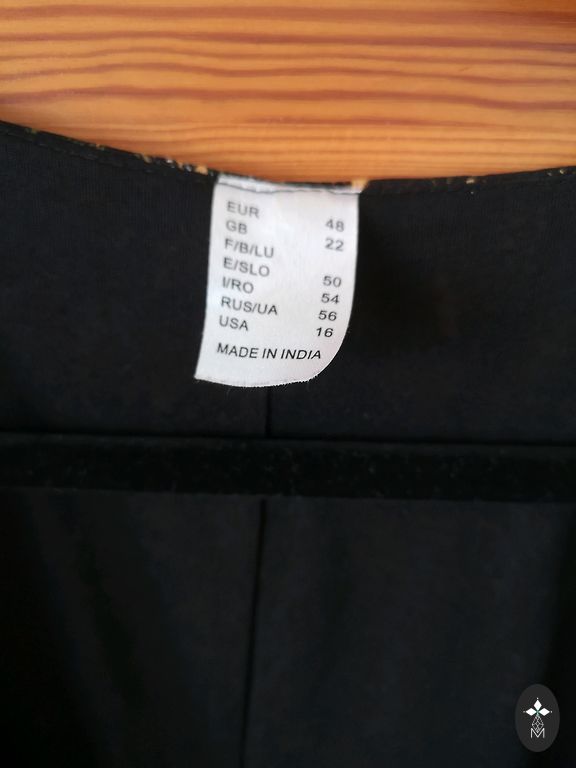 EUR 48
GB 22
F/B/LU
E/SLO 50
I/RO 54
RUS/UA 56
USA 16
MADE IN INDIA
M